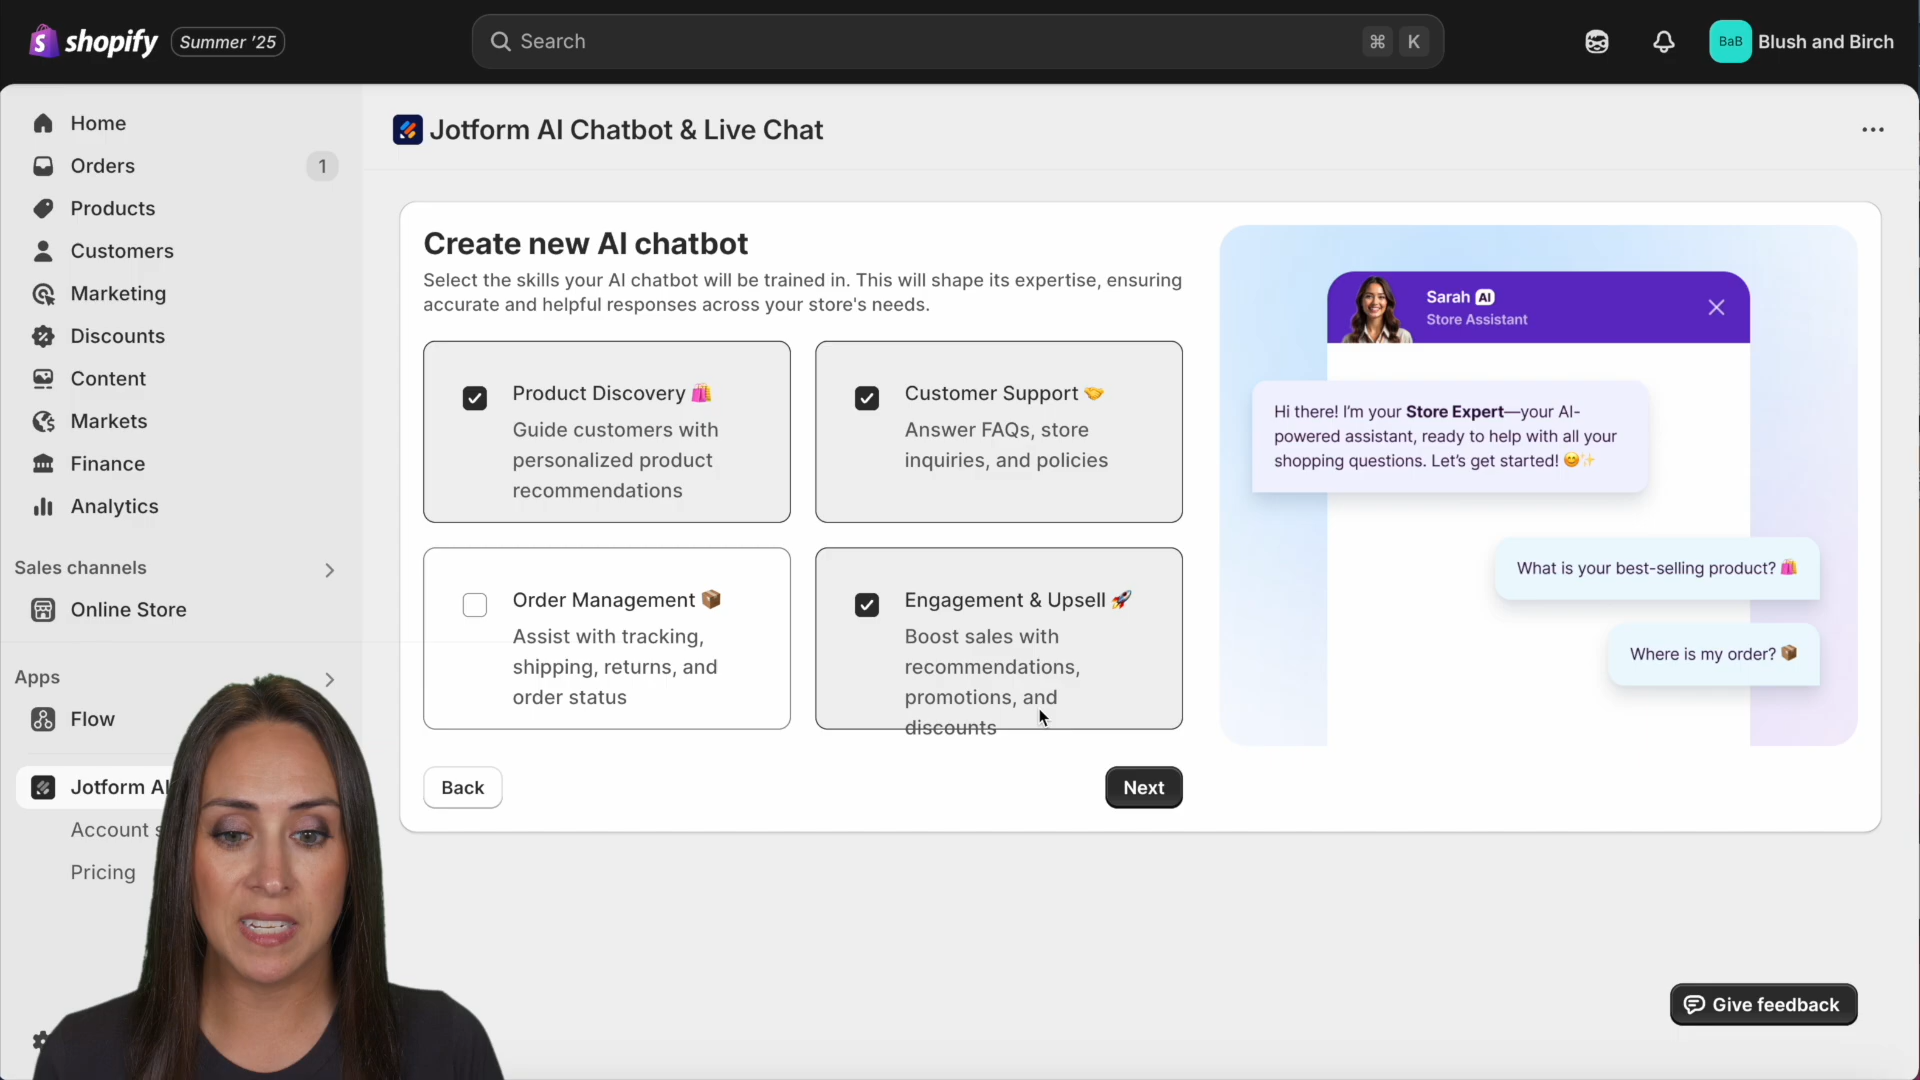 shopify
Summer '25
Search
⌘ K
BaB
Blush and Birch
Home
Orders
1
Products
Customers
Marketing
Discounts
Content
Markets
Finance
Analytics
Sales channels
Online Store
Apps
Flow
Jotform AI
Account
Pricing
Jotform AI Chatbot & Live Chat
Create new AI chatbot
Select the skills your AI chatbot will be trained in. This will shape its expertise, ensuring
accurate and helpful responses across your store's needs.
Product Discovery 🛍️
Guide customers with
personalized product
recommendations
Customer Support 🤝
Answer FAQs, store
inquiries, and policies
Order Management 📦
Assist with tracking,
shipping, returns, and
order status
Engagement & Upsell 🚀
Boost sales with
recommendations,
promotions, and
discounts
Back
Next
Sarah AI
Store Assistant
Hi there! I'm your Store Expert—your AI-
powered assistant, ready to help with all your
shopping questions. Let's get started! 😊✨
What is your best-selling product? 🛍️
Where is my order? 📦
Give feedback